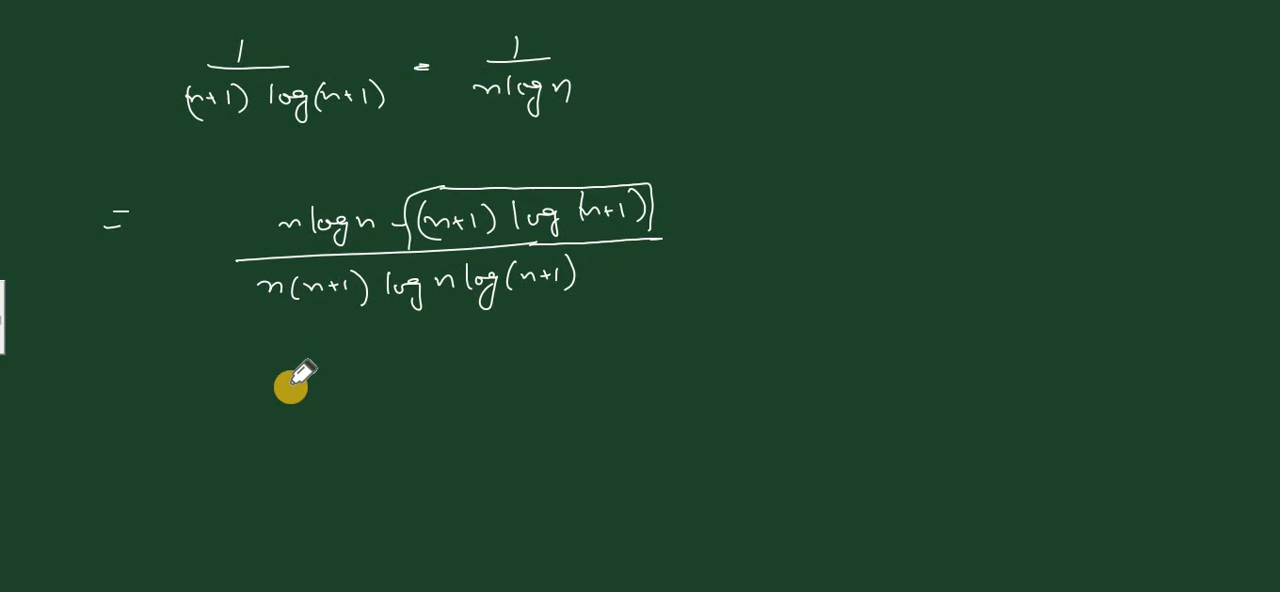 1/((n+1) log(n+1)) = 1/(n log n)
= (n log n - [(n+1) log (n+1)])/(n(n+1) log n log(n+1))